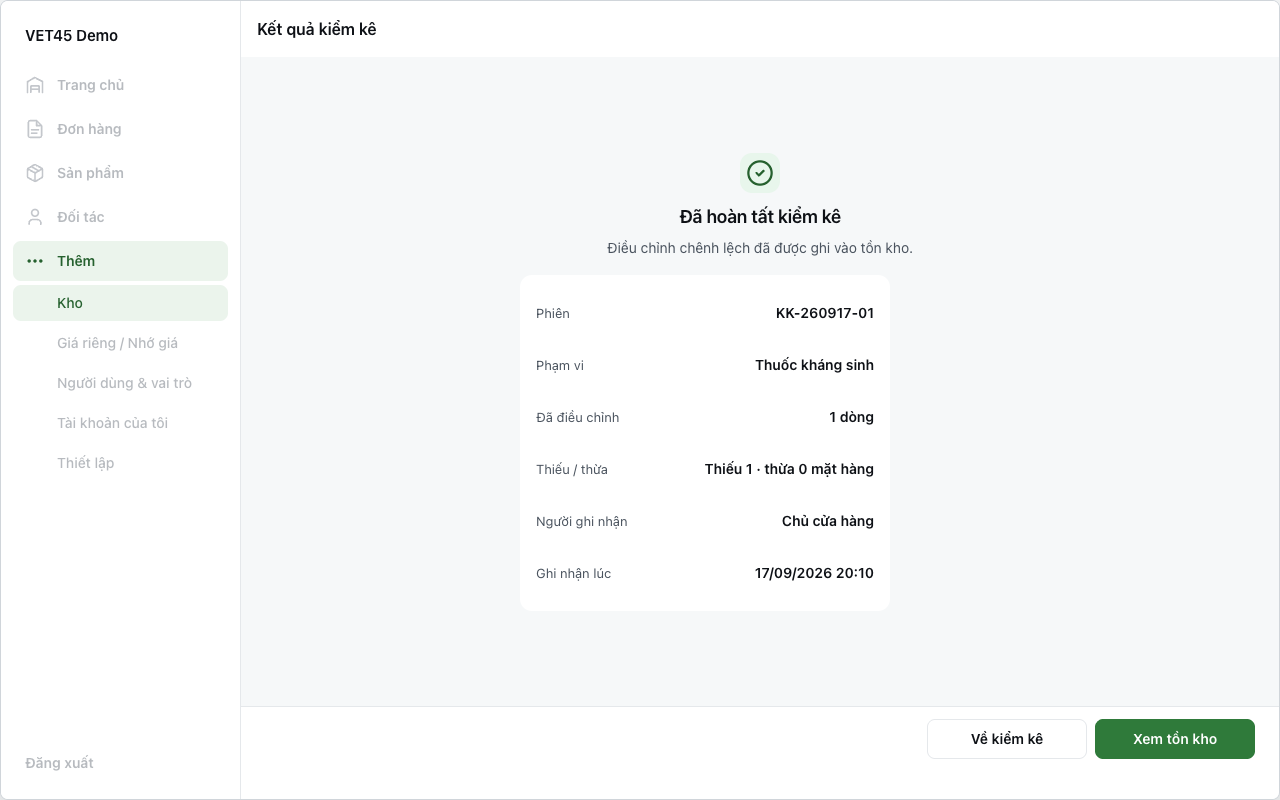 VET45 Demo
Trang chủ
Đơn hàng
Sản phẩm
Đối tác
Thêm
Kho
Giá riêng / Nhớ giá
Người dùng & vai trò
Tài khoản của tôi
Thiết lập
Đăng xuất
Kết quả kiểm kê
Đã hoàn tất kiểm kê
Điều chỉnh chênh lệch đã được ghi vào tồn kho.
Phiên KK-260917-01
Phạm vi Thuốc kháng sinh
Đã điều chỉnh 1 dòng
Thiếu / thừa Thiếu 1 · thừa 0 mặt hàng
Người ghi nhận Chủ cửa hàng
Ghi nhận lúc 17/09/2026 20:10
Về kiểm kê Xem tồn kho